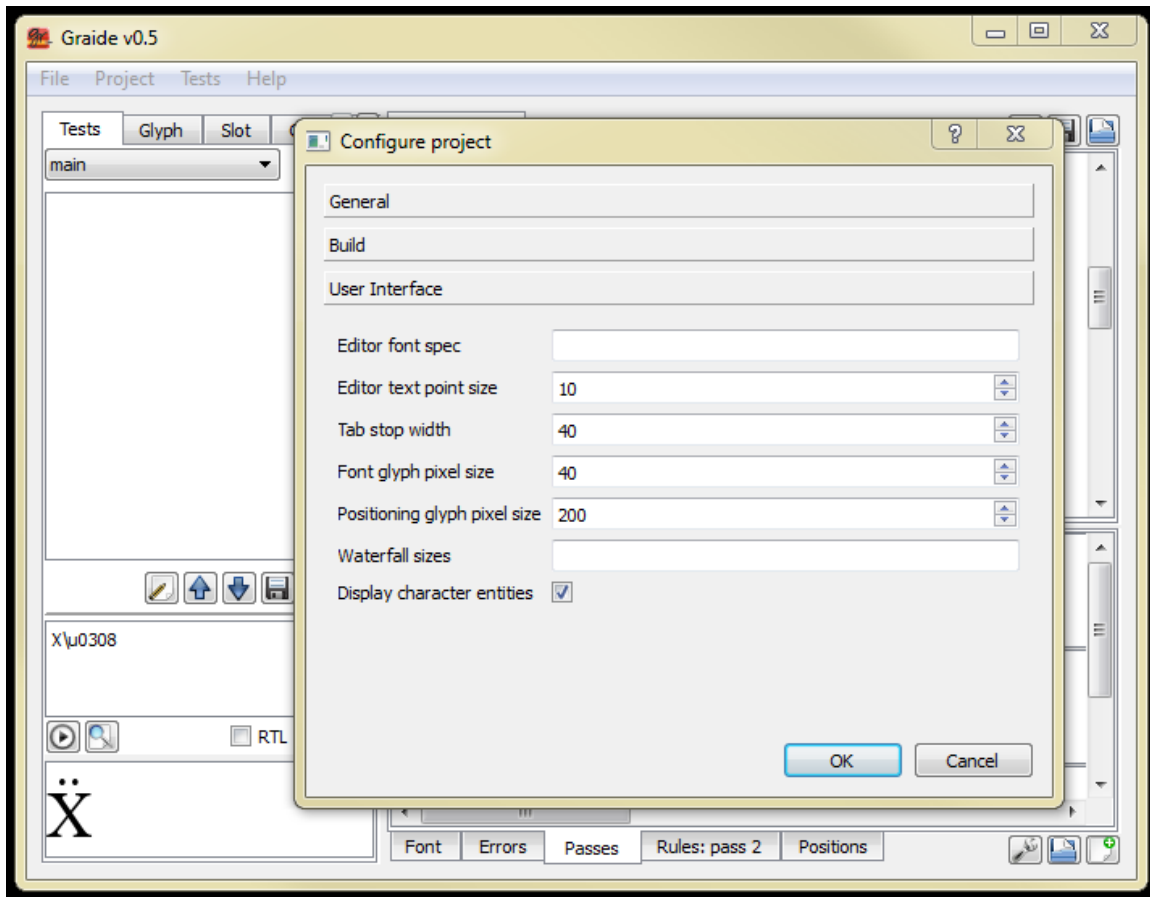 Graide v0.5
File Project Tests Help
Tests Glyph Slot
main
Configure project
General
Build
User Interface
Editor font spec
Editor text point size 10
Tab stop width 40
Font glyph pixel size 40
Positioning glyph pixel size 200
Waterfall sizes
Display character entities
X\u0308
RTL
OK Cancel
Ẍ
Font Errors Passes Rules: pass 2 Positions